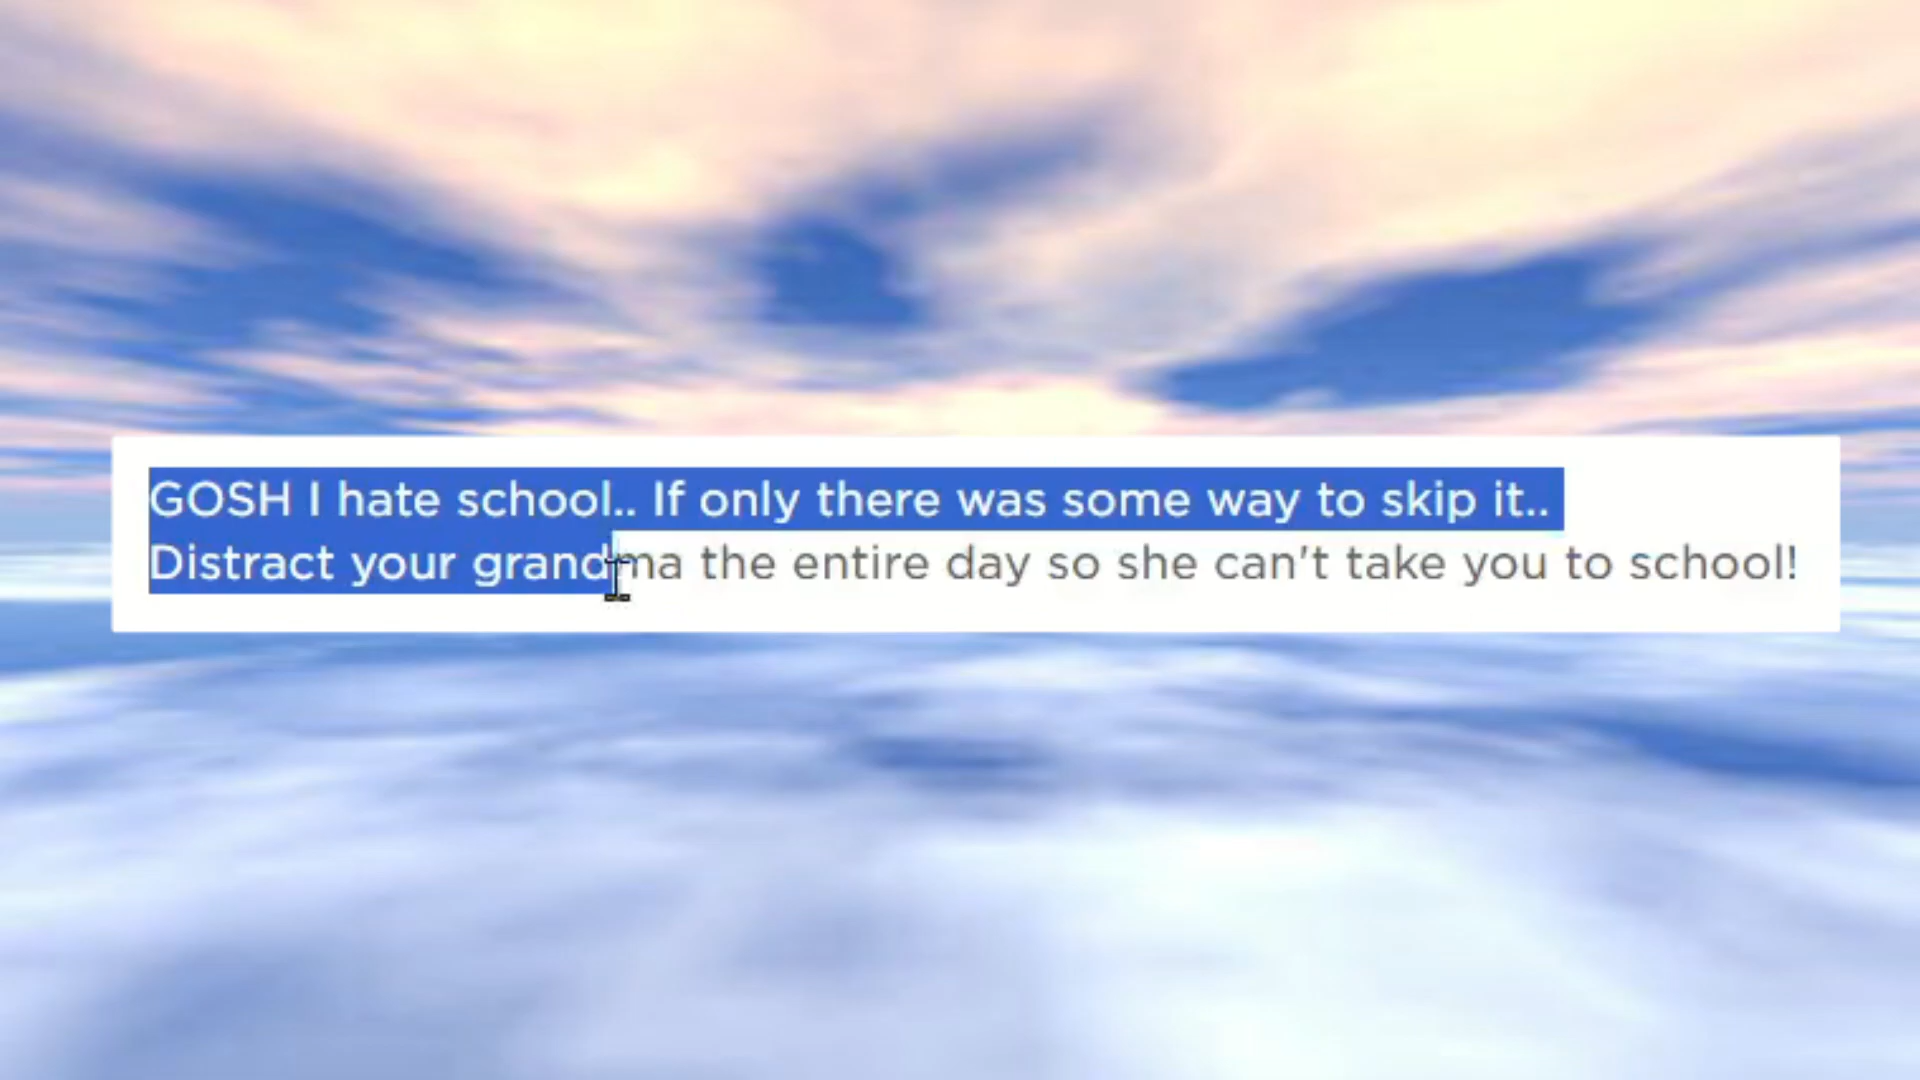 GOSH I hate school.. If only there was some way to skip it..
Distract your grandma the entire day so she can't take you to school!